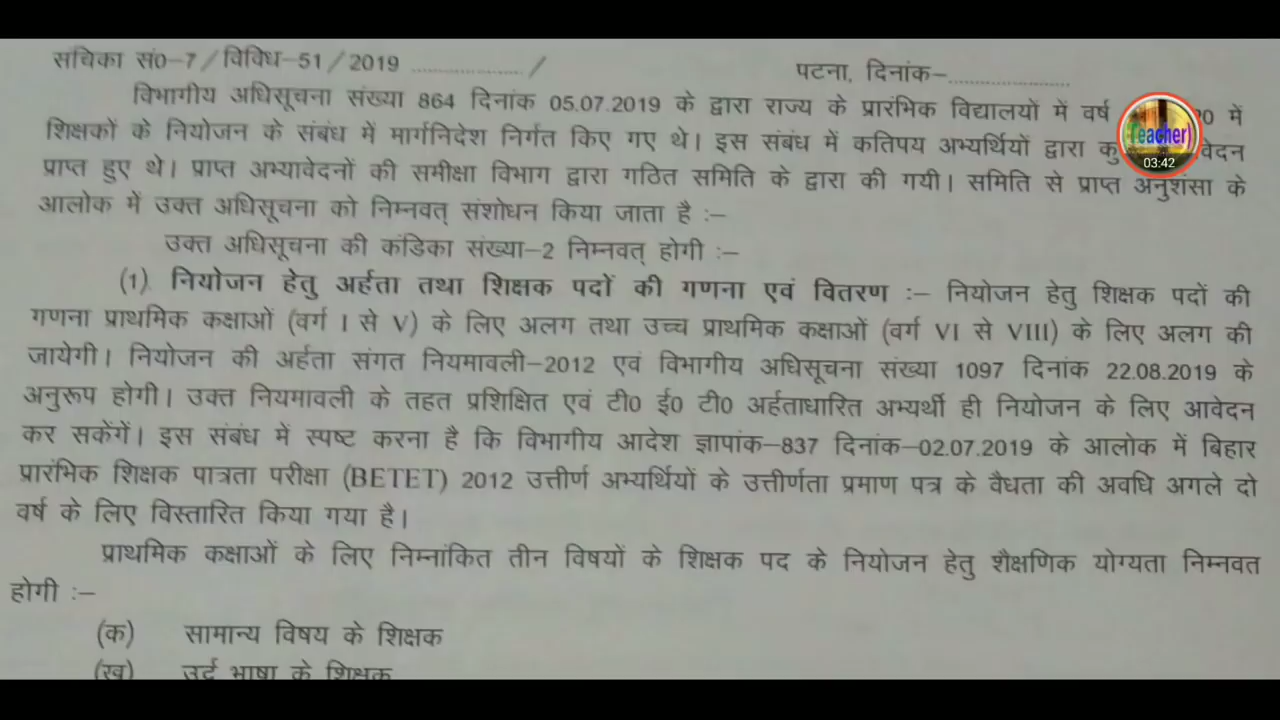 सचिका सं0-7/विविध-51/2019 ..................../ पटना, दिनांक-.....................
विभागीय अधिसूचना संख्या 864 दिनांक 05.07.2019 के द्वारा राज्य के प्रारंभिक विद्यालयों में वर्ष में
शिक्षकों के नियोजन के संबंध में मार्गनिदेश निर्गत किए गए थे। इस संबंध में कतिपय अभ्यर्थियों द्वारा
प्राप्त हुए थे। प्राप्त अभ्यावेदनों की समीक्षा विभाग द्वारा गठित समिति के द्वारा की गयी। समिति से प्राप्त अनुशंसा के
आलोक में उक्त अधिसूचना को निम्नवत् संशोधन किया जाता है :–
उक्त अधिसूचना की कंडिका संख्या-2 निम्नवत् होगी :–
(1) नियोजन हेतु अर्हता तथा शिक्षक पदों की गणना एवं वितरण :– नियोजन हेतु शिक्षक पदों की
गणना प्राथमिक कक्षाओं (वर्ग I से V) के लिए अलग तथा उच्च प्राथमिक कक्षाओं (वर्ग VI से VIII) के लिए अलग की
जायेगी। नियोजन की अर्हता संगत नियमावली-2012 एवं विभागीय अधिसूचना संख्या 1097 दिनांक 22.08.2019 के
अनुरूप होगी। उक्त नियमावली के तहत प्रशिक्षित एवं टी0 ई0 टी0 अर्हताधारित अभ्यर्थी ही नियोजन के लिए आवेदन
कर सकेंगें। इस संबंध में स्पष्ट करना है कि विभागीय आदेश ज्ञापांक-837 दिनांक-02.07.2019 के आलोक में बिहार
प्रारंभिक शिक्षक पात्रता परीक्षा (BETET) 2012 उत्तीर्ण अभ्यर्थियों के उत्तीर्णता प्रमाण पत्र के वैधता की अवधि अगले दो
वर्ष के लिए विस्तारित किया गया है।
प्राथमिक कक्षाओं के लिए निम्नांकित तीन विषयों के शिक्षक पद के नियोजन हेतु शैक्षणिक योग्यता निम्नवत
होगी :–
(क) सामान्य विषय के शिक्षक
(ख) उर्दू भाषा के शिक्षक
Teacher
03:42